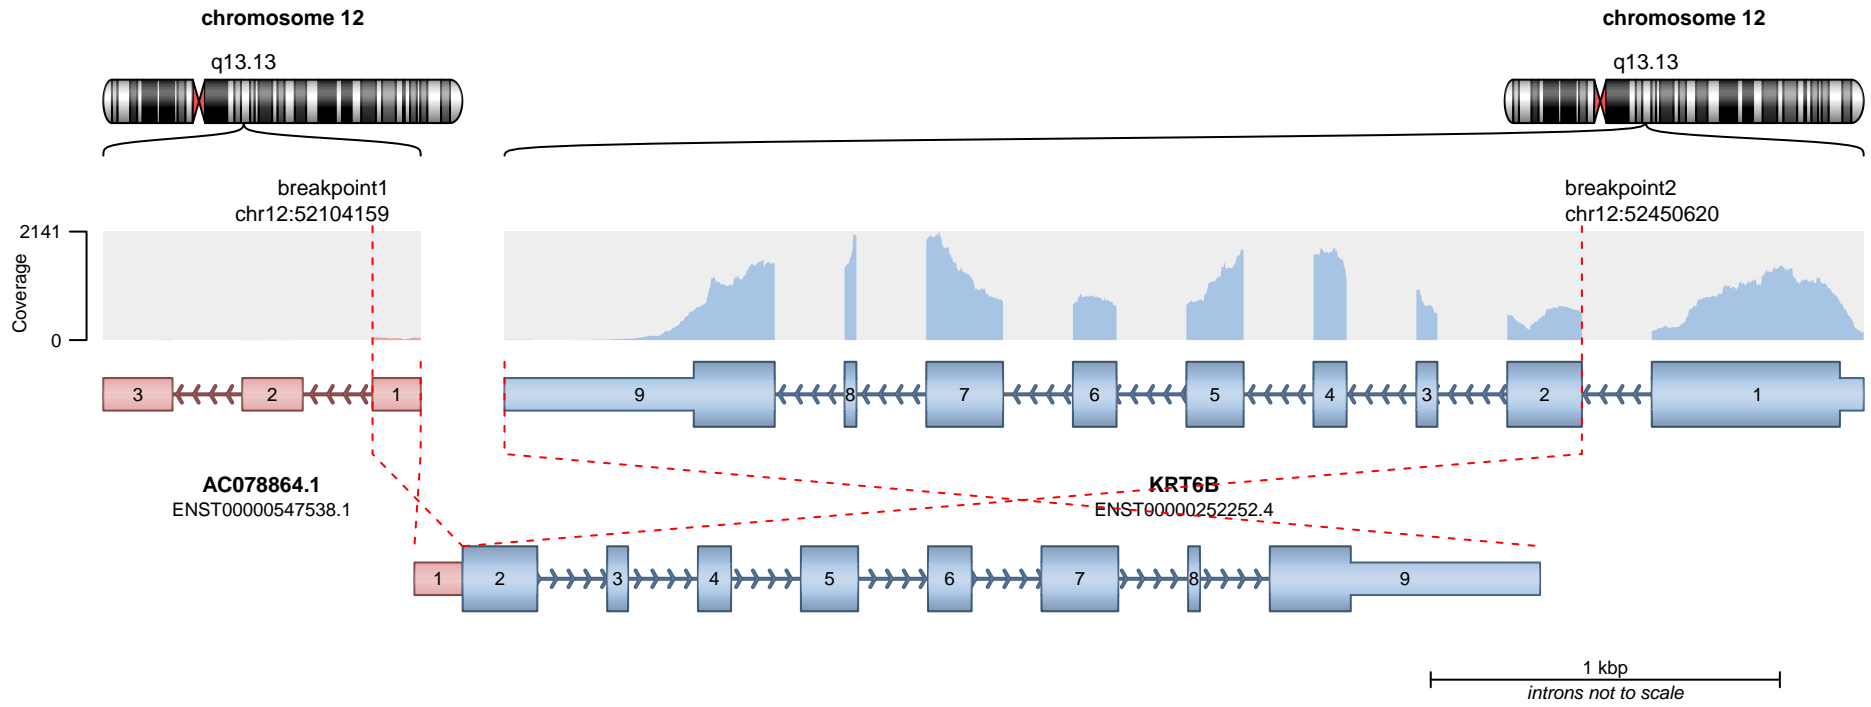 chromosome 12
chromosome 12
q13.13
q13.13
breakpoint1
chr12:52104159
breakpoint2
chr12:52450620
2141
Coverage
0
3 2 1
9 8 7 6 5 4 3 2 1
AC078864.1
ENST00000547538.1
KRT6B
ENST00000252252.4
1 2 3 4 5 6 7 8 9
1 kbp
introns not to scale